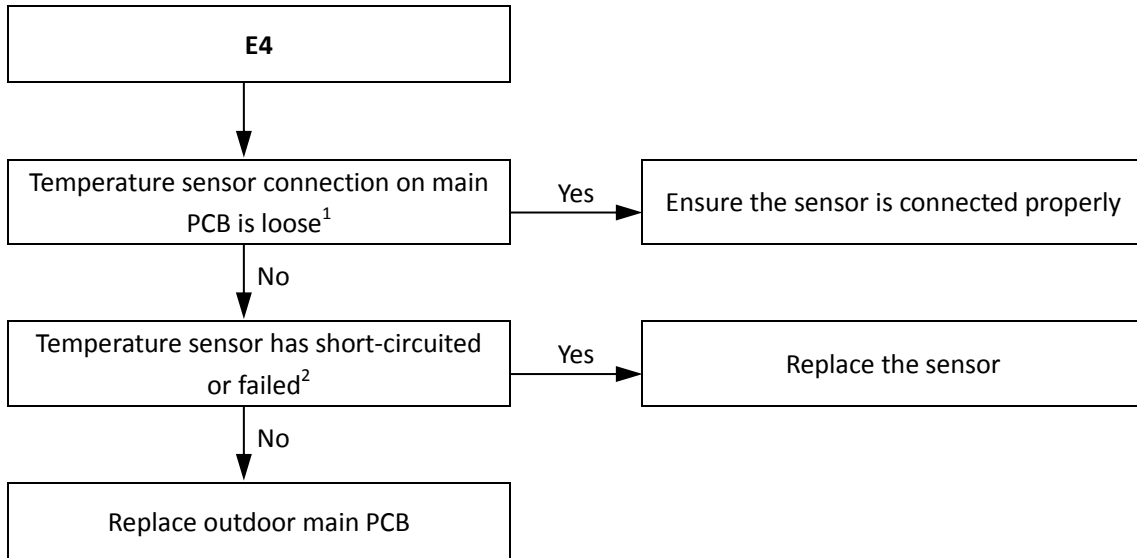 E4
Temperature sensor connection on main
PCB is loose¹
Yes
Ensure the sensor is connected properly
No
Temperature sensor has short-circuited
or failed²
Yes
Replace the sensor
No
Replace outdoor main PCB